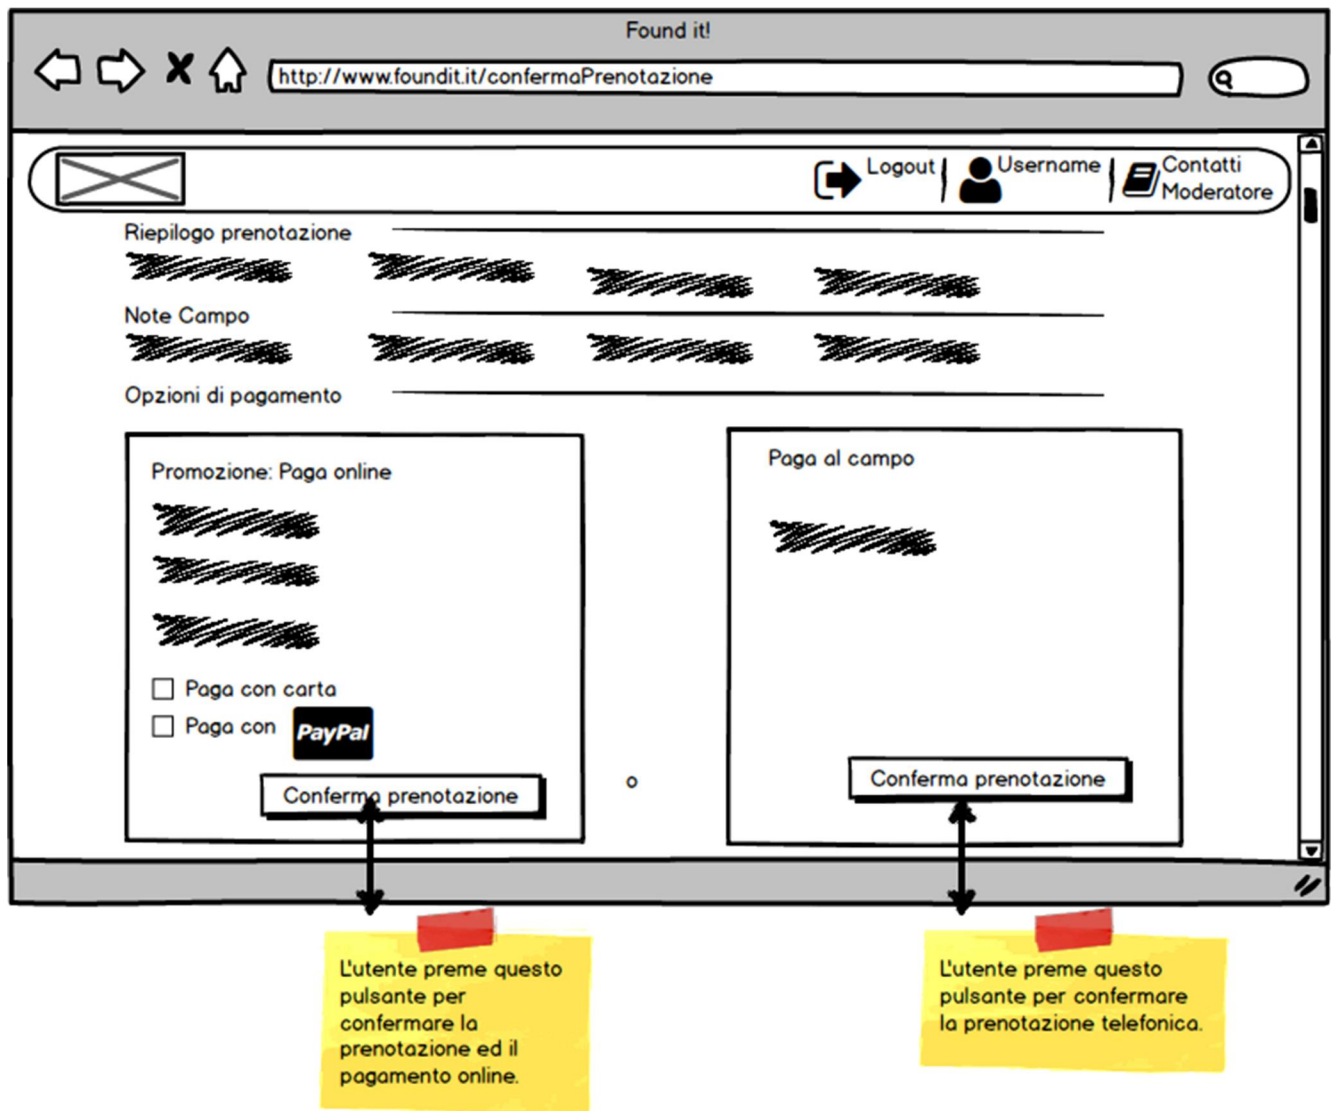 Found it!
http://www.foundit.it/confermaPrenotazione
Logout
Username
Contatti
Moderatore
Riepilogo prenotazione
Note Campo
Opzioni di pagamento
Promozione: Paga online
Paga con carta
Paga con PayPal
Conferma prenotazione
o
Paga al campo
Conferma prenotazione
L'utente preme questo
pulsante per
confermare la
prenotazione ed il
pagamento online.
L'utente preme questo
pulsante per confermare
la prenotazione telefonica.